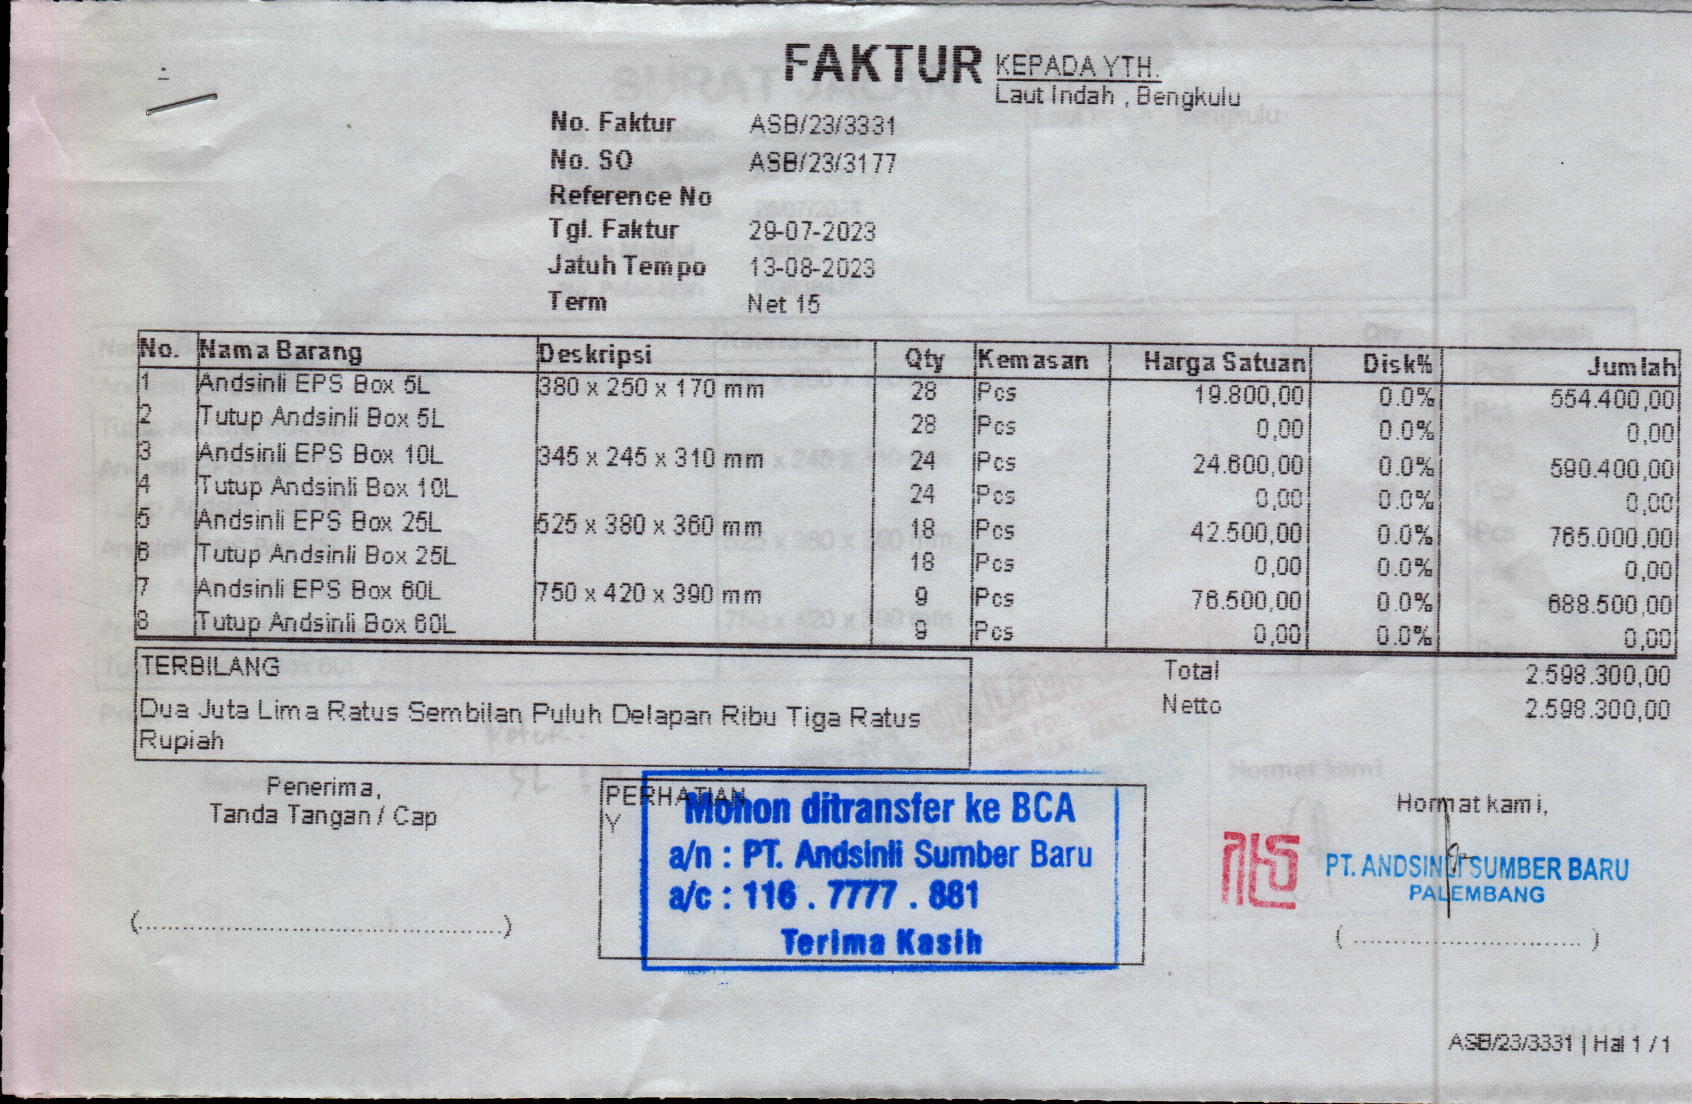 FAKTUR
KEPADA YTH.
Laut Indah , Bengkulu
No. Faktur ASB/23/3331
No. SO ASB/23/3177
Reference No
Tgl. Faktur 29-07-2023
Jatuh Tempo 13-08-2023
Term Net 15
No. Nama Barang Deskripsi Qty Kemasan Harga Satuan Disk% Jumlah
1 Andsinli EPS Box 5L 380 x 250 x 170 mm 28 Pcs 19.800,00 0.0% 554.400,00
2 Tutup Andsinli Box 5L 28 Pcs 0,00 0.0% 0,00
3 Andsinli EPS Box 10L 345 x 245 x 310 mm 24 Pcs 24.600,00 0.0% 590.400,00
4 Tutup Andsinli Box 10L 24 Pcs 0,00 0.0% 0,00
5 Andsinli EPS Box 25L 525 x 380 x 360 mm 18 Pcs 42.500,00 0.0% 765.000,00
6 Tutup Andsinli Box 25L 18 Pcs 0,00 0.0% 0,00
7 Andsinli EPS Box 60L 750 x 420 x 390 mm 9 Pcs 76.500,00 0.0% 688.500,00
8 Tutup Andsinli Box 60L 9 Pcs 0,00 0.0% 0,00
TERBILANG
Dua Juta Lima Ratus Sembilan Puluh Delapan Ribu Tiga Ratus
Rupiah
Total 2.598.300,00
Netto 2.598.300,00
Penerima,
Tanda Tangan / Cap
(...............................................)
PERHATIAN
Y
Mohon ditransfer ke BCA
a/n : PT. Andsinli Sumber Baru
a/c : 116 . 7777 . 881
Terima Kasih
Hormat kami,
PT. ANDSINLI SUMBER BARU
PALEMBANG
( ............................. )
ASB/23/3331 | Hal 1 / 1